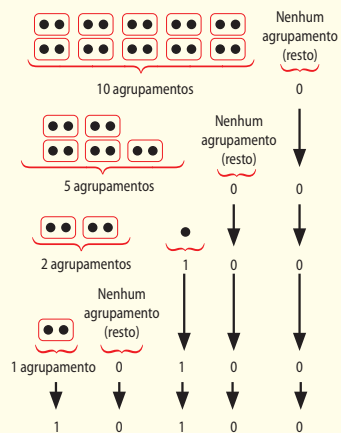 Nenhum
agrupamento
(resto)
10 agrupamentos 0
Nenhum
agrupamento
(resto)
5 agrupamentos 0 0
2 agrupamentos 1 0 0
Nenhum
agrupamento
(resto)
1 agrupamento 0 1 0 0
1 0 1 0 0